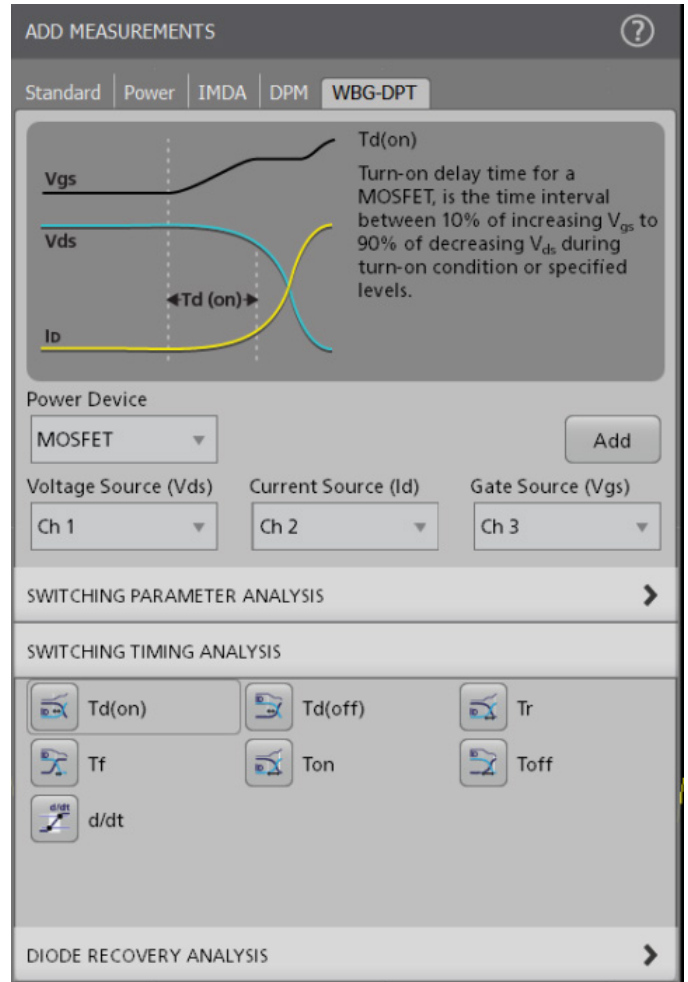 ADD MEASUREMENTS ?
Standard Power IMDA DPM WBG-DPT
Td(on)
Turn-on delay time for a
MOSFET, is the time interval
between 10% of increasing Vgs to
90% of decreasing Vds during
turn-on condition or specified
levels.
Vgs
Vds
Td (on)
ID
Power Device
MOSFET
Add
Voltage Source (Vds) Current Source (Id) Gate Source (Vgs)
Ch 1 Ch 2 Ch 3
SWITCHING PARAMETER ANALYSIS
SWITCHING TIMING ANALYSIS
Td(on) Td(off) Tr
Tf Ton Toff
d/dt d/dt
DIODE RECOVERY ANALYSIS